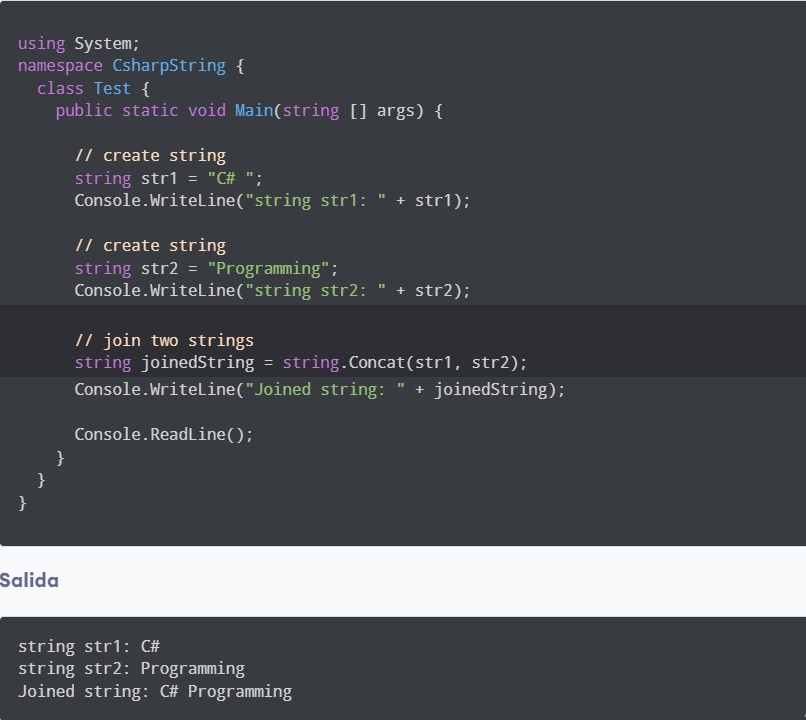 using System;
namespace CsharpString {
  class Test {
    public static void Main(string [] args) {

      // create string
      string str1 = "C# ";
      Console.WriteLine("string str1: " + str1);

      // create string
      string str2 = "Programming";
      Console.WriteLine("string str2: " + str2);

      // join two strings
      string joinedString = string.Concat(str1, str2);
      Console.WriteLine("Joined string: " + joinedString);

      Console.ReadLine();
    }
  }
}
Salida
string str1: C#
string str2: Programming
Joined string: C# Programming